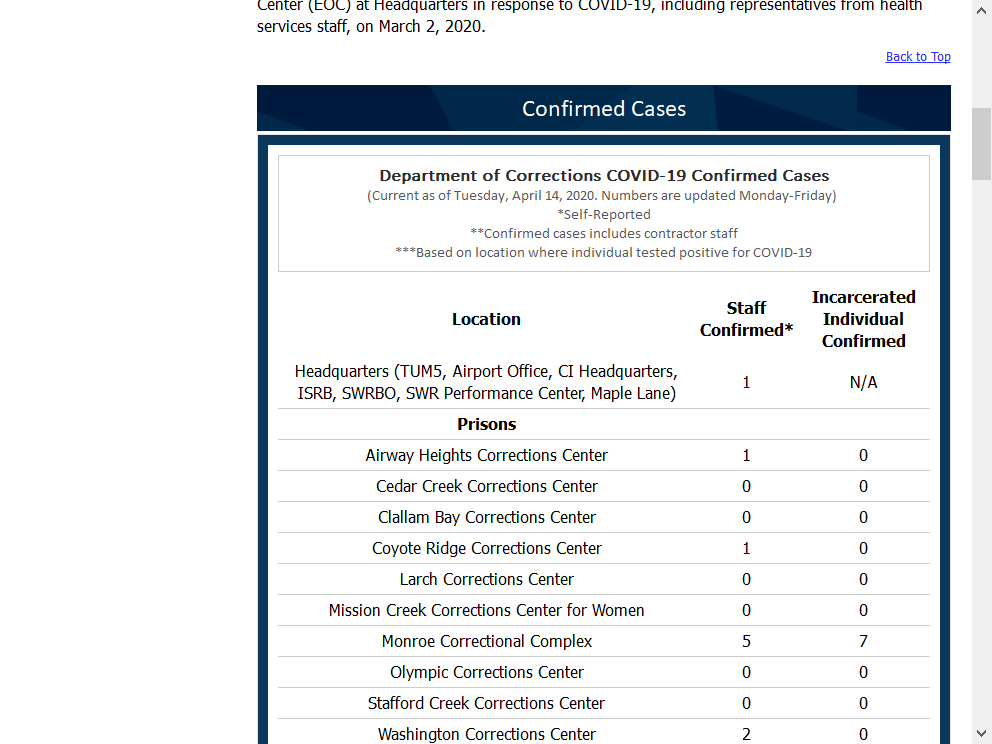 Center (EOC) at Headquarters in response to COVID-19, including representatives from health
services staff, on March 2, 2020.
Back to Top
Confirmed Cases
Department of Corrections COVID-19 Confirmed Cases
(Current as of Tuesday, April 14, 2020. Numbers are updated Monday-Friday)
*Self-Reported
**Confirmed cases includes contractor staff
***Based on location where individual tested positive for COVID-19
Location Staff Confirmed* Incarcerated Individual Confirmed
Headquarters (TUM5, Airport Office, CI Headquarters,
ISRB, SWRBO, SWR Performance Center, Maple Lane) 1 N/A
Prisons
Airway Heights Corrections Center 1 0
Cedar Creek Corrections Center 0 0
Clallam Bay Corrections Center 0 0
Coyote Ridge Corrections Center 1 0
Larch Corrections Center 0 0
Mission Creek Corrections Center for Women 0 0
Monroe Correctional Complex 5 7
Olympic Corrections Center 0 0
Stafford Creek Corrections Center 0 0
Washington Corrections Center 2 0